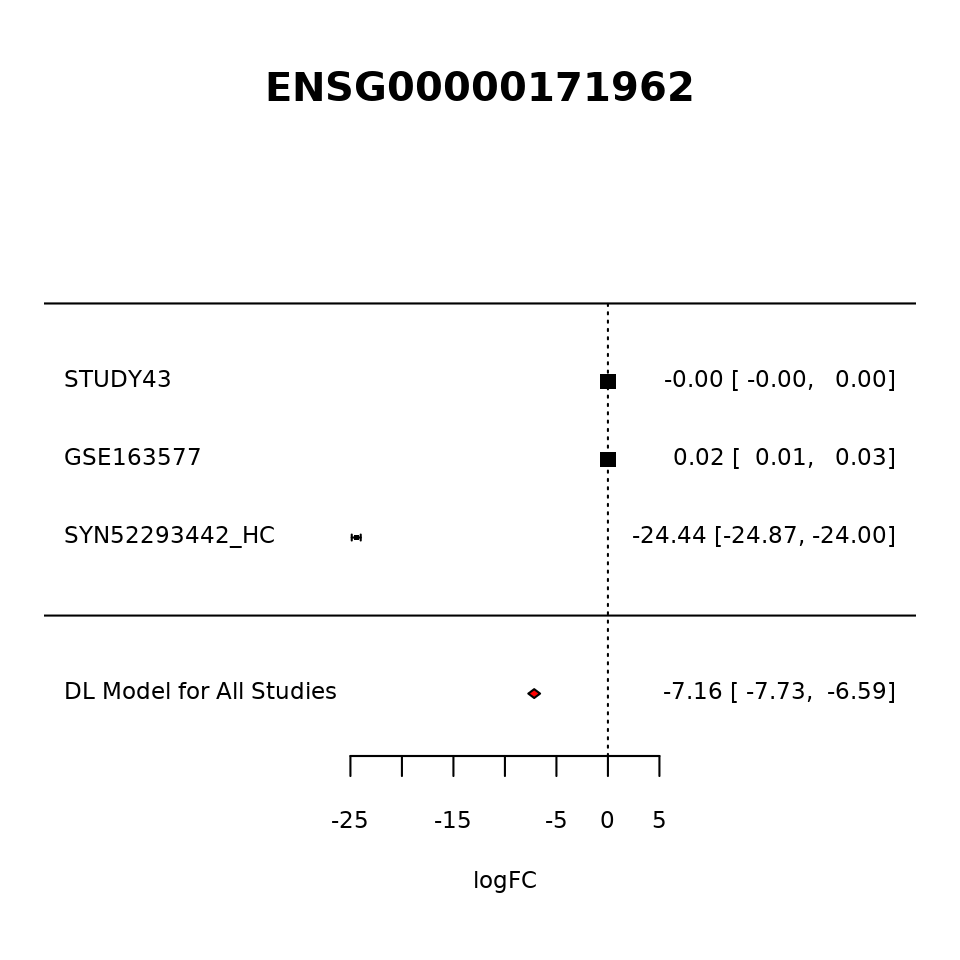 ENSG00000171962
STUDY43 -0.00 [ -0.00, 0.00]
GSE163577 0.02 [ 0.01, 0.03]
SYN52293442_HC -24.44 [-24.87, -24.00]
DL Model for All Studies -7.16 [ -7.73, -6.59]
-25 -15 -5 0 5
logFC